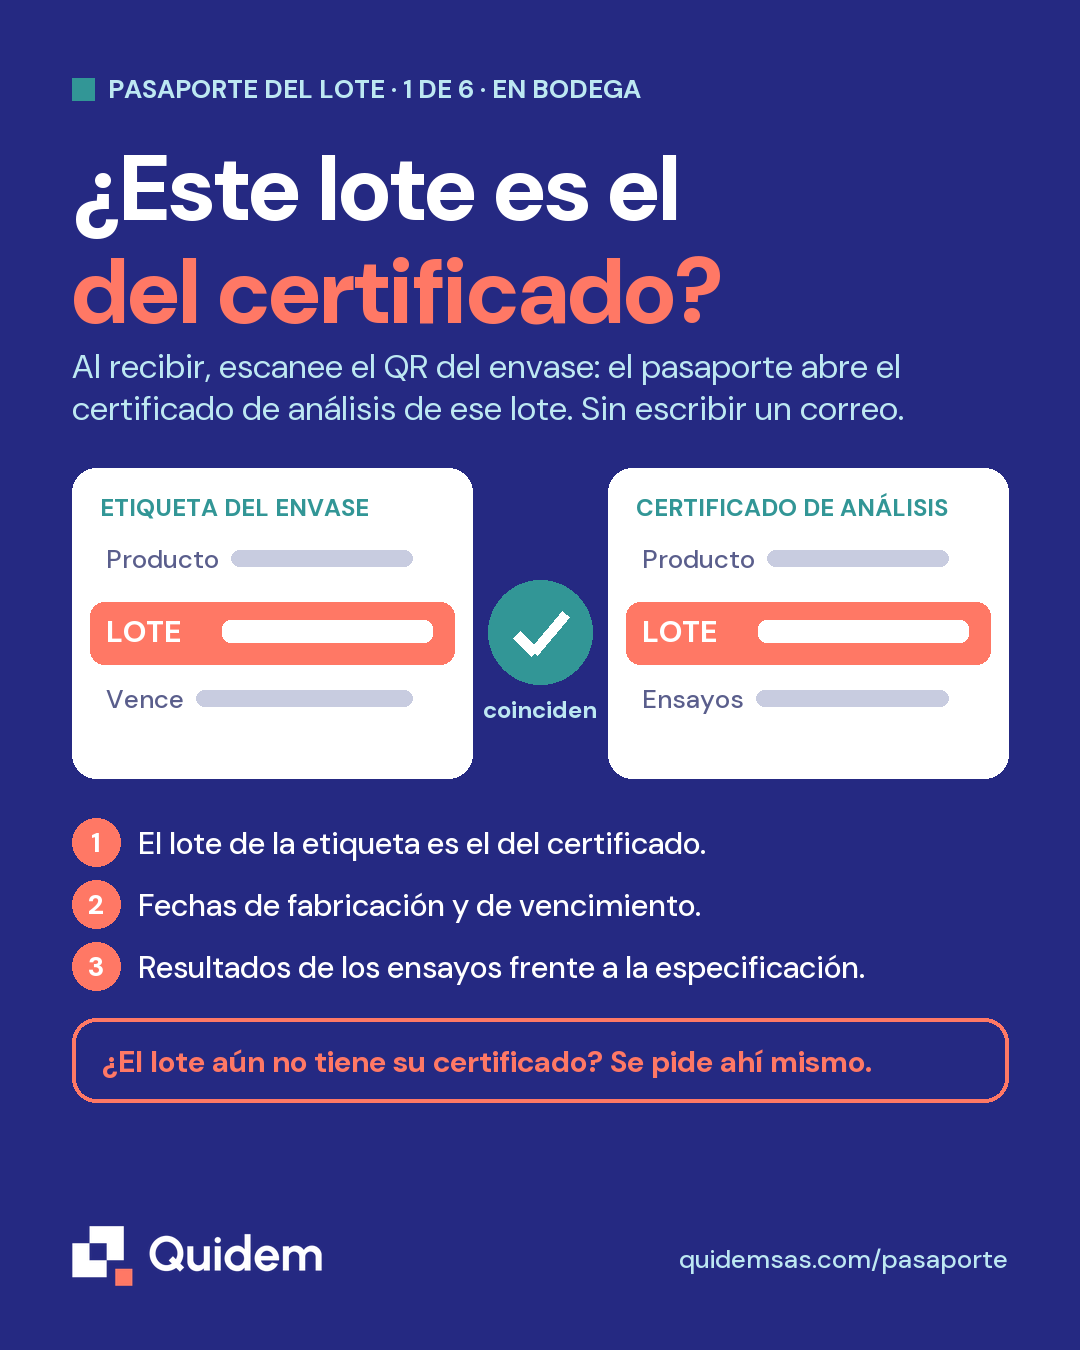 PASAPORTE DEL LOTE · 1 DE 6 · EN BODEGA
¿Este lote es el
del certificado?
Al recibir, escanee el QR del envase: el pasaporte abre el
certificado de análisis de ese lote. Sin escribir un correo.
ETIQUETA DEL ENVASE
Producto
LOTE
Vence
coinciden
CERTIFICADO DE ANÁLISIS
Producto
LOTE
Ensayos
1 El lote de la etiqueta es el del certificado.
2 Fechas de fabricación y de vencimiento.
3 Resultados de los ensayos frente a la especificación.
¿El lote aún no tiene su certificado? Se pide ahí mismo.
Quidem
quidemsas.com/pasaporte